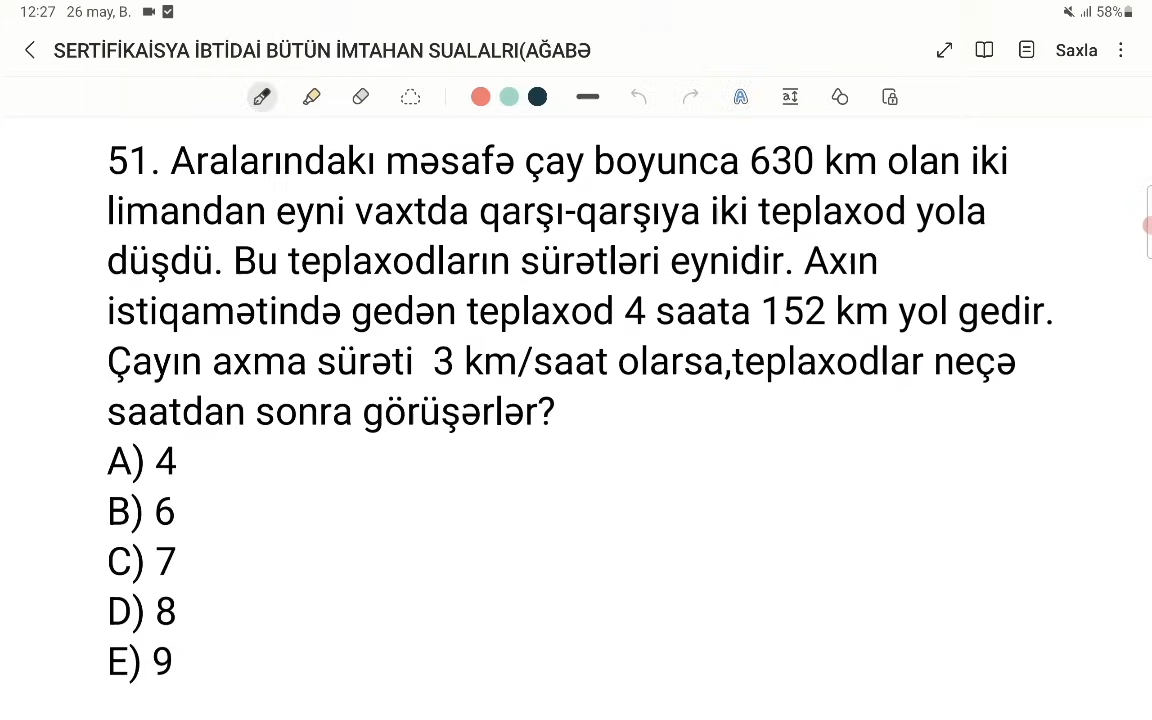 12:27 26 may, B. 58%
SERTİFİKAİSYA İBTİDAİ BÜTÜN İMTAHAN SUALALRI(AĞABƏ
Saxla
51. Aralarındakı məsafə çay boyunca 630 km olan iki
limandan eyni vaxtda qarşı-qarşıya iki teplaxod yola
düşdü. Bu teplaxodların sürətləri eynidir. Axın
istiqamətində gedən teplaxod 4 saata 152 km yol gedir.
Çayın axma sürəti 3 km/saat olarsa,teplaxodlar neçə
saatdan sonra görüşərlər?
A) 4
B) 6
C) 7
D) 8
E) 9